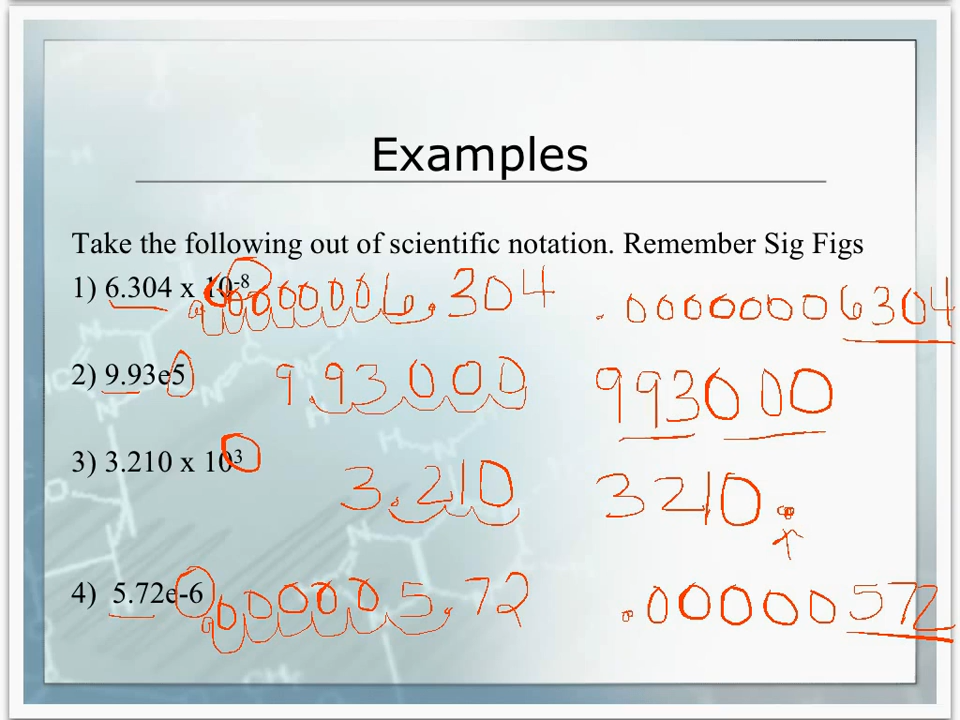 Examples
Take the following out of scientific notation. Remember Sig Figs
1) 6.304 x 10⁻⁸ .00000006.304 .00000006304
2) 9.93e5 9.93000 993000
3) 3.210 x 10³ 3.210 3210.
4) 5.72e-6 .000005.72 .00000572